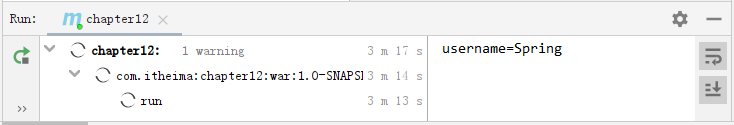 Run: chapter12
chapter12: 1 warning 3 m 17 s
username=Spring
com.itheima:chapter12:war:1.0-SNAPSI 3 m 14 s
run 3 m 13 s